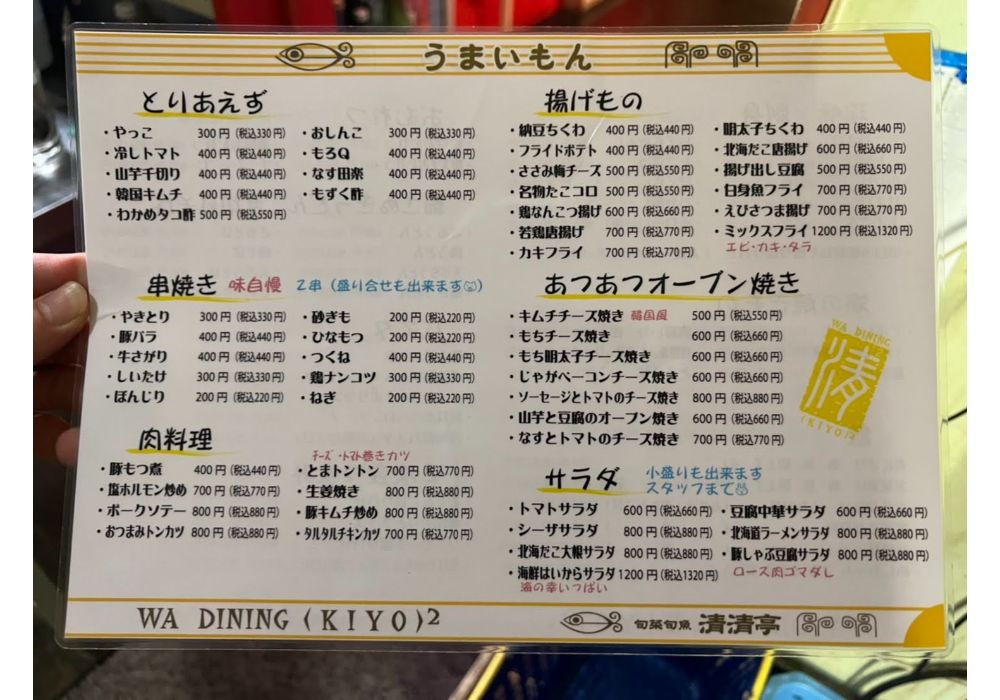 うまいもん
とりあえず
・やっこ 300円(税込330円)
・冷しトマト 400円(税込440円)
・山芋千切り 400円(税込440円)
・韓国キムチ 400円(税込440円)
・わかめタコ酢 500円(税込550円)
・おしんこ 300円(税込330円)
・もろQ 400円(税込440円)
・なす田楽 400円(税込440円)
・もずく酢 400円(税込440円)
串焼き 味自慢 2串(盛り合せも出来ます)
・やきとり 300円(税込330円)
・豚バラ 400円(税込440円)
・牛さがり 400円(税込440円)
・しいたけ 300円(税込330円)
・ぼんじり 200円(税込220円)
・砂ぎも 200円(税込220円)
・ひなもつ 200円(税込220円)
・つくね 400円(税込440円)
・鶏ナンコツ 300円(税込330円)
・ねぎ 200円(税込220円)
肉料理
・豚もつ煮 400円(税込440円)
・塩ホルモン炒め 700円(税込770円)
・ポークソテー 800円(税込880円)
・おつまみトンカツ 800円(税込880円)
チーズ・トマト巻きカツ
・とまトントン 700円(税込770円)
・生姜焼き 800円(税込880円)
・豚キムチ炒め 800円(税込880円)
・タルタルチキンカツ 700円(税込770円)
揚げもの
・納豆ちくわ 400円(税込440円)
・フライドポテト 400円(税込440円)
・ささみ梅チーズ 500円(税込550円)
・名物たこコロ 500円(税込550円)
・鶏なんこつ揚げ 600円(税込660円)
・若鶏唐揚げ 700円(税込770円)
・カキフライ 700円(税込770円)
・明太子ちくわ 400円(税込440円)
・北海だこ唐揚げ 600円(税込660円)
・揚げ出し豆腐 500円(税込550円)
・白身魚フライ 700円(税込770円)
・えびさつま揚げ 700円(税込770円)
・ミックスフライ 1200円(税込1320円)
エビ・カキ・タラ
あつあつオーブン焼き
・キムチチーズ焼き 韓国風 500円(税込550円)
・もちチーズ焼き 600円(税込660円)
・もち明太子チーズ焼き 600円(税込660円)
・じゃがベーコンチーズ焼き 600円(税込660円)
・ソーセージとトマトのチーズ焼き 800円(税込880円)
・山芋と豆腐のオーブン焼き 600円(税込660円)
・なすとトマトのチーズ焼き 700円(税込770円)
WA DINING
清
(KIYO)²
サラダ 小盛りも出来ます
スタッフまで
・トマトサラダ 600円(税込660円)
・シーザサラダ 800円(税込880円)
・北海だこ大根サラダ 800円(税込880円)
・海鮮はいからサラダ 1200円(税込1320円)
海の幸いっぱい
・豆腐中華サラダ 600円(税込660円)
・北海道ラーメンサラダ 800円(税込880円)
・豚しゃぶ豆腐サラダ 800円(税込880円)
ロース肉ゴマダレ
WA DINING (KIYO)² 旬菜旬魚 清清亭